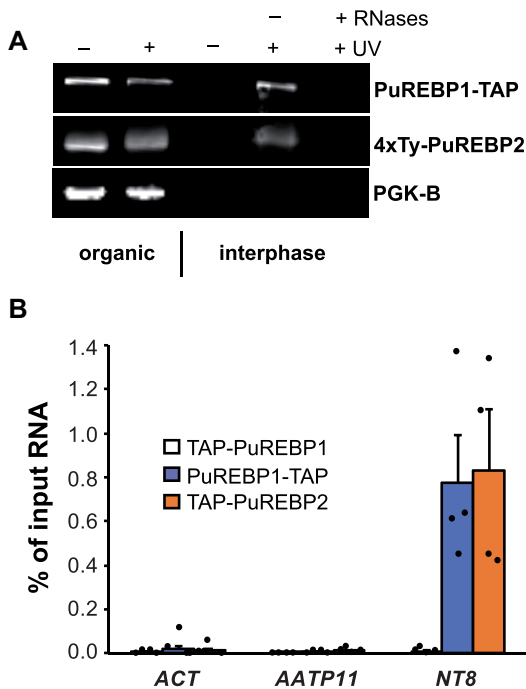 − + RNases
A − + − + + UV
PuREBP1-TAP
4xTy-PuREBP2
PGK-B
organic interphase
B
1.4
1.2
1.0
0.8
0.6
0.4
0.2
0.0
% of input RNA
TAP-PuREBP1
PuREBP1-TAP
TAP-PuREBP2
ACT AATP11 NT8